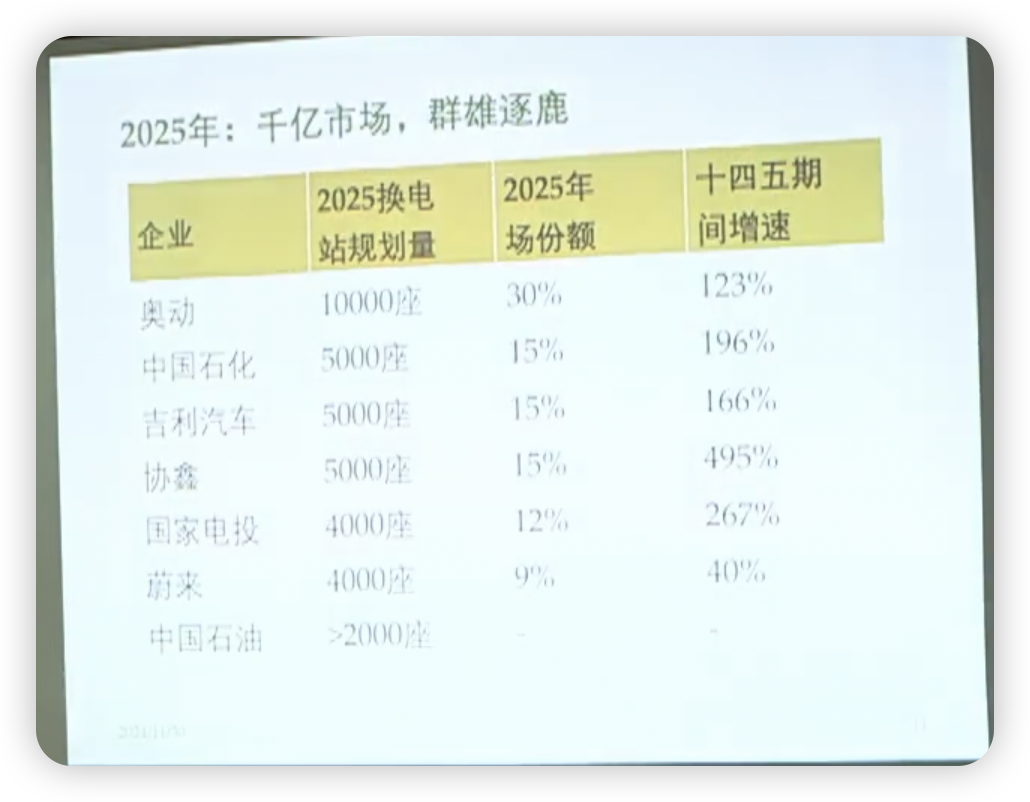 2025年：千亿市场，群雄逐鹿
企业 2025换电站规划量 2025年场份额 十四五期间增速
奥动 10000座 30% 123%
中国石化 5000座 15% 196%
吉利汽车 5000座 15% 166%
协鑫 5000座 15% 495%
国家电投 4000座 12% 267%
蔚来 4000座 9% 40%
中国石油 >2000座 - -